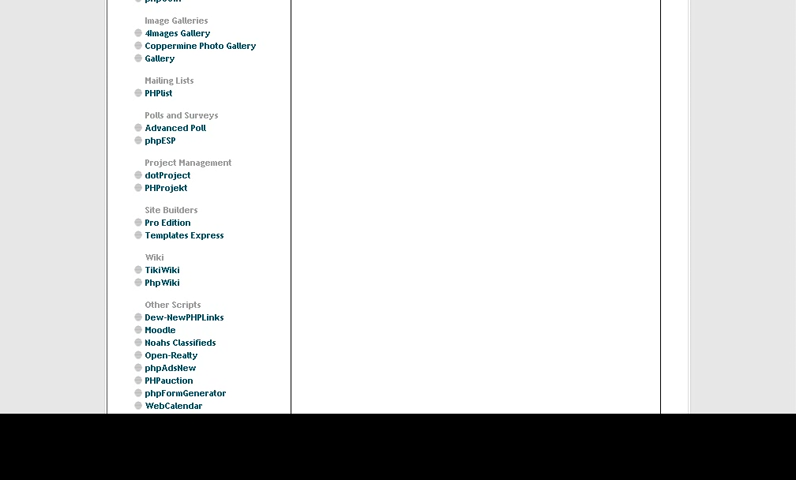 Image Galleries
4Images Gallery
Coppermine Photo Gallery
Gallery
Mailing Lists
PHPlist
Polls and Surveys
Advanced Poll
phpESP
Project Management
dotProject
PHProjekt
Site Builders
Pro Edition
Templates Express
Wiki
TikiWiki
PhpWiki
Other Scripts
Dew-NewPHPLinks
Moodle
Noahs Classifieds
Open-Realty
phpAdsNew
PHPauction
phpFormGenerator
WebCalendar